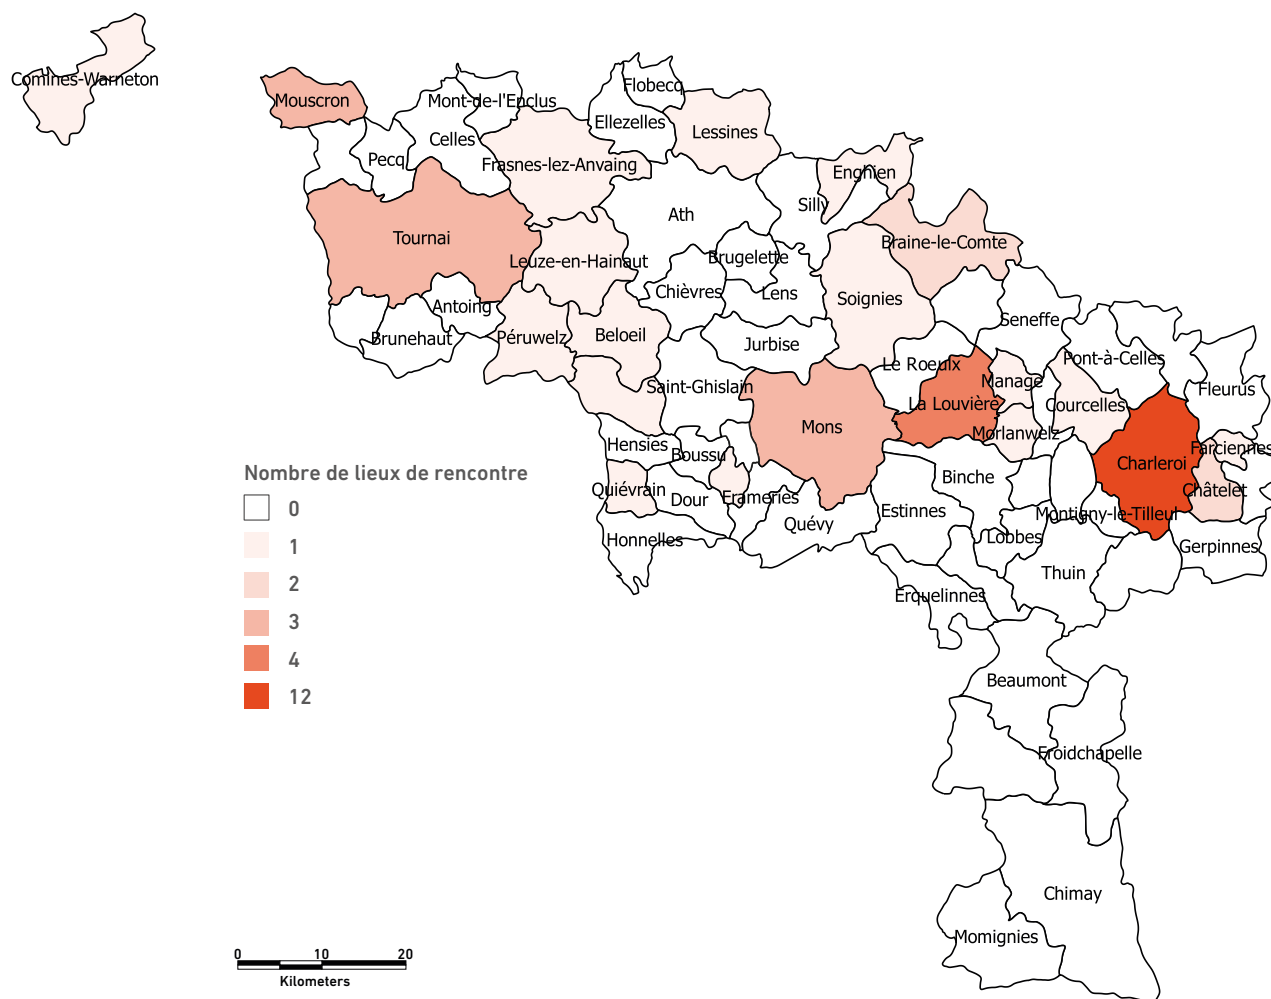 Comines-Warneton
Mouscron
Mont-de-l'Enclus
Flobecq
Ellezelles
Lessines
Pecq
Celles
Frasnes-lez-Anvaing
Enghien
Silly
Ath
Tournai
Braine-le-Comte
Leuze-en-Hainaut
Brugelette
Chièvres
Lens
Soignies
Antoing
Seneffe
Brunehaut
Péruwelz
Beloeil
Jurbise
Le Roeulx
Pont-à-Celles
Saint-Ghislain
Manage
Fleurus
La Louvière
Courcelles
Mons
Morlanwelz
Hensies
Boussu
Farciennes
Charleroi
Binche
Quiévrain
Dour
Frameries
Châtelet
Quévy
Estinnes
Montigny-le-Tilleul
Honnelles
Lobbes
Gerpinnes
Thuin
Erquelinnes
Beaumont
Froidchapelle
Chimay
Momignies
Nombre de lieux de rencontre
0
1
2
3
4
12
0 10 20
Kilometers